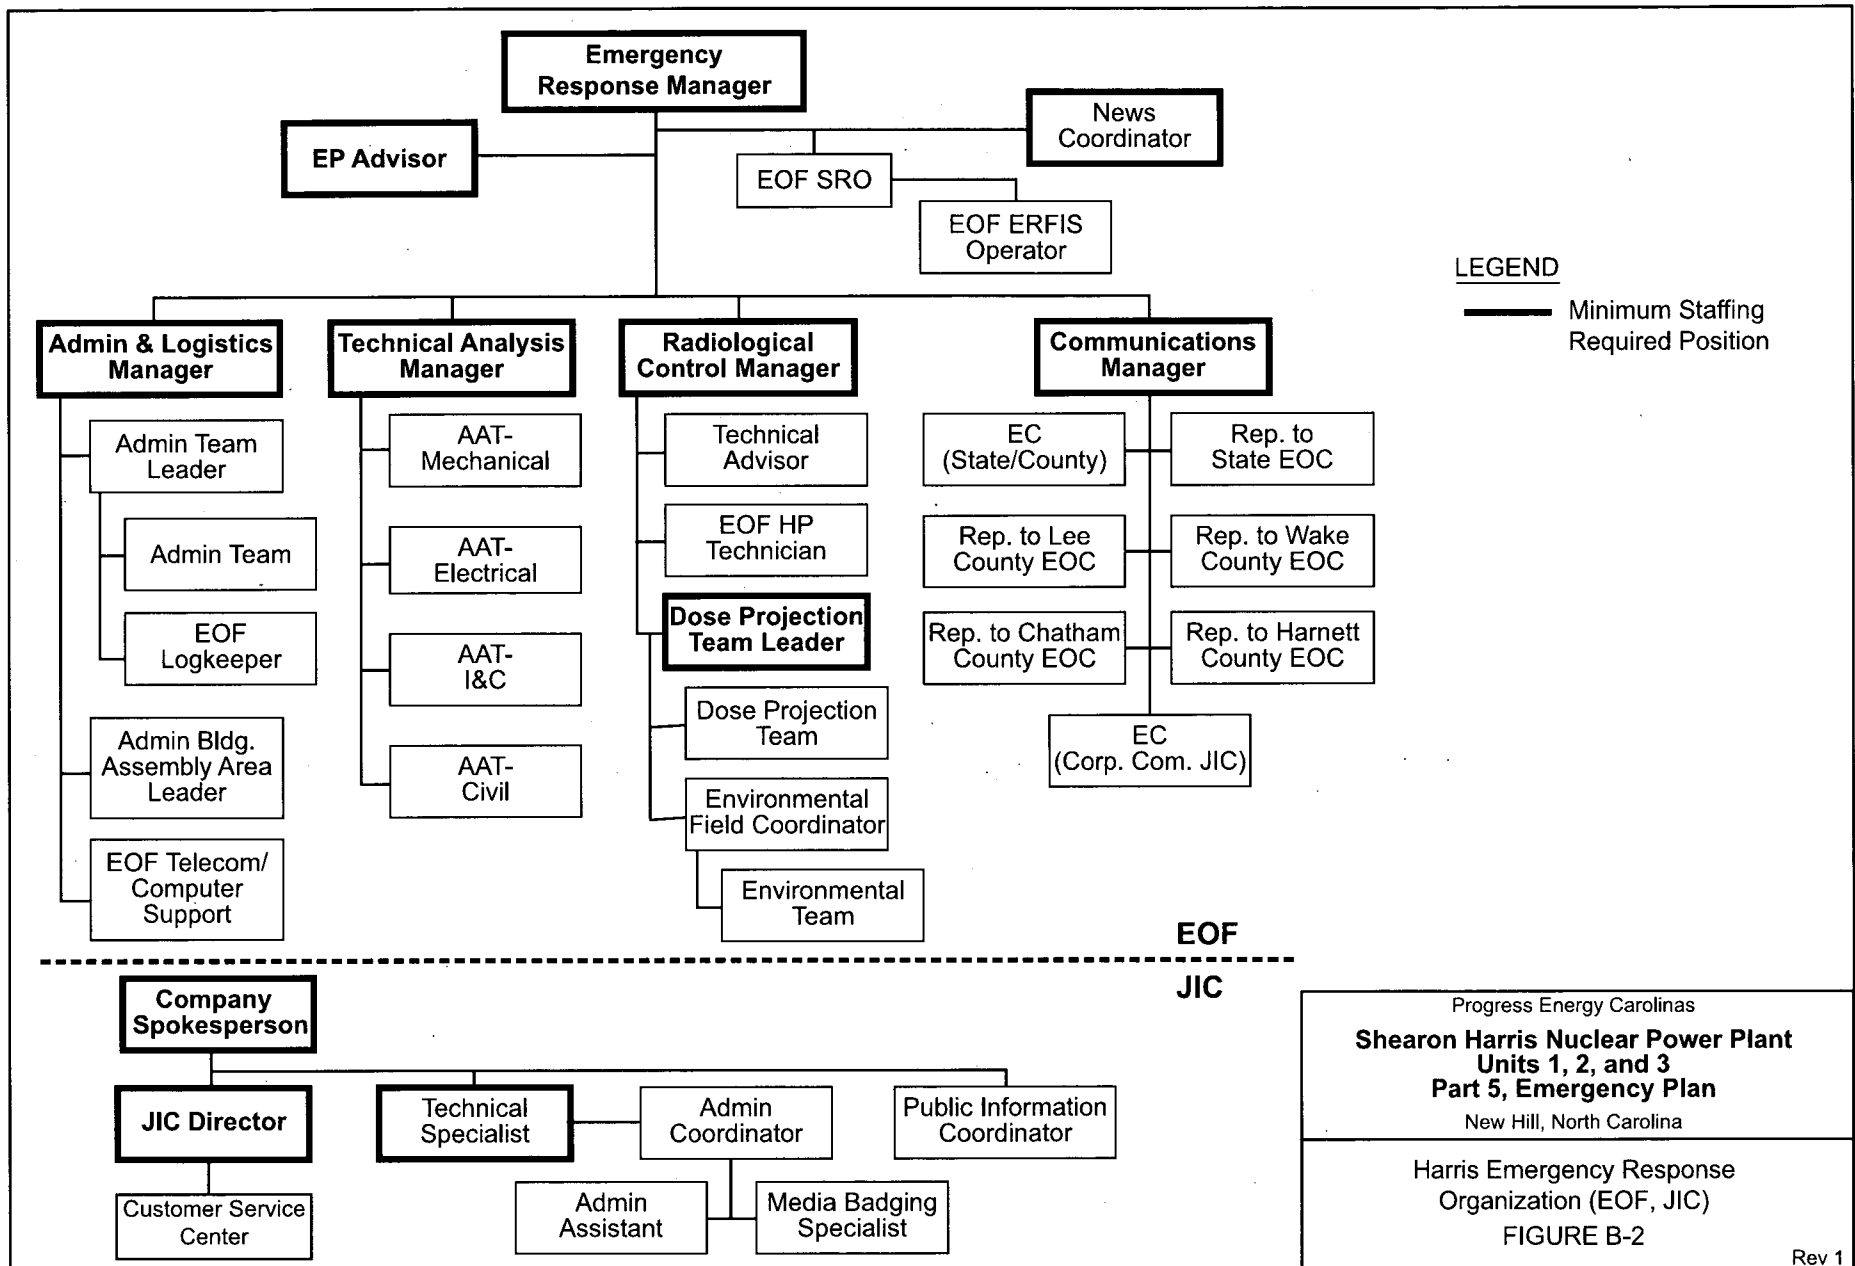 Emergency
Response Manager
News
Coordinator
EP Advisor
EOF SRO
EOF ERFIS
Operator
LEGEND
Minimum Staffing
Required Position
Admin & Logistics
Manager
Technical Analysis
Manager
Radiological
Control Manager
Communications
Manager
Admin Team
Leader
Admin Team
EOF
Logkeeper
Admin Bldg.
Assembly Area
Leader
EOF Telecom/
Computer
Support
AAT-
Mechanical
AAT-
Electrical
AAT-
I&C
AAT-
Civil
Technical
Advisor
EOF HP
Technician
Dose Projection
Team Leader
Dose Projection
Team
Environmental
Field Coordinator
Environmental
Team
EC
(State/County)
Rep. to
State EOC
Rep. to Lee
County EOC
Rep. to Wake
County EOC
Rep. to Chatham
County EOC
Rep. to Harnett
County EOC
EC
(Corp. Com. JIC)
EOF
JIC
Company
Spokesperson
JIC Director
Technical
Specialist
Admin
Coordinator
Public Information
Coordinator
Customer Service
Center
Admin
Assistant
Media Badging
Specialist
Progress Energy Carolinas
Shearon Harris Nuclear Power Plant
Units 1, 2, and 3
Part 5, Emergency Plan
New Hill, North Carolina
Harris Emergency Response
Organization (EOF, JIC)
FIGURE B-2
Rev 1